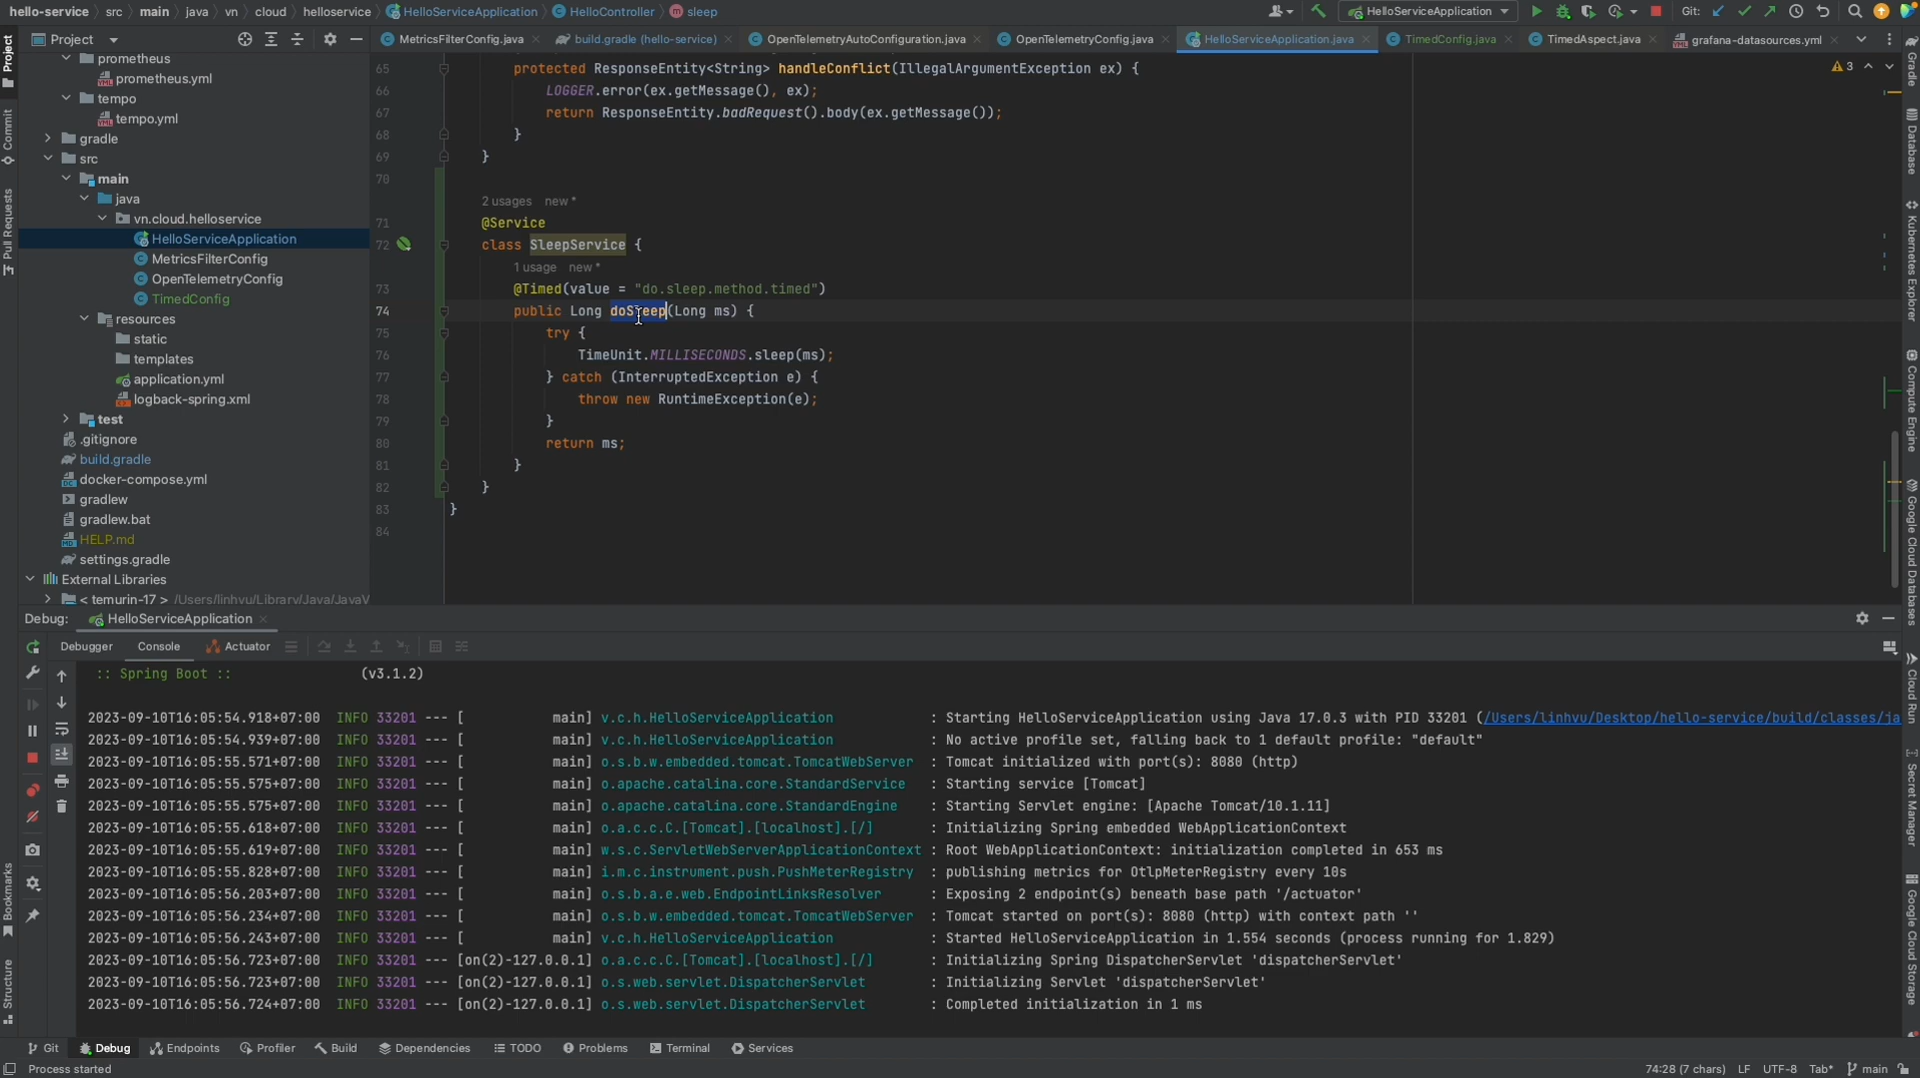 hello-service › src › main › java › vn › cloud › helloservice › HelloServiceApplication › HelloController › sleep
HelloServiceApplication
Git:
Project
MetricsFilterConfig.java
build.gradle (hello-service)
OpenTelemetryAutoConfiguration.java
OpenTelemetryConfig.java
HelloServiceApplication.java
TimedConfig.java
TimedAspect.java
grafana-datasources.yml
Project
Commit
Pull Requests
Bookmarks
Structure
prometheus
prometheus.yml
tempo
tempo.yml
gradle
src
main
java
vn.cloud.helloservice
HelloServiceApplication
MetricsFilterConfig
OpenTelemetryConfig
TimedConfig
resources
static
templates
application.yml
logback-spring.xml
test
.gitignore
build.gradle
docker-compose.yml
gradlew
gradlew.bat
HELP.md
settings.gradle
External Libraries
< temurin-17 > /Users/linhvu/Library/Java/JavaV
3
65 protected ResponseEntity<String> handleConflict(IllegalArgumentException ex) {
66 LOGGER.error(ex.getMessage(), ex);
67 return ResponseEntity.badRequest().body(ex.getMessage());
68 }
69 }
70
2 usages new *
71 @Service
72 class SleepService {
1 usage new *
73 @Timed(value = "do.sleep.method.timed")
74 public Long doSleep(Long ms) {
75 try {
76 TimeUnit.MILLISECONDS.sleep(ms);
77 } catch (InterruptedException e) {
78 throw new RuntimeException(e);
79 }
80 return ms;
81 }
82 }
83 }
84
Gradle
Database
Kubernetes Explorer
Compute Engine
Google Cloud Databases
Cloud Run
Secret Manager
Google Cloud Storage
Debug: HelloServiceApplication
Debugger Console Actuator
:: Spring Boot :: (v3.1.2)
2023-09-10T16:05:54.918+07:00 INFO 33201 --- [ main] v.c.h.HelloServiceApplication : Starting HelloServiceApplication using Java 17.0.3 with PID 33201 (/Users/linhvu/Desktop/hello-service/build/classes/ja
2023-09-10T16:05:54.939+07:00 INFO 33201 --- [ main] v.c.h.HelloServiceApplication : No active profile set, falling back to 1 default profile: "default"
2023-09-10T16:05:55.571+07:00 INFO 33201 --- [ main] o.s.b.w.embedded.tomcat.TomcatWebServer : Tomcat initialized with port(s): 8080 (http)
2023-09-10T16:05:55.575+07:00 INFO 33201 --- [ main] o.apache.catalina.core.StandardService : Starting service [Tomcat]
2023-09-10T16:05:55.575+07:00 INFO 33201 --- [ main] o.apache.catalina.core.StandardEngine : Starting Servlet engine: [Apache Tomcat/10.1.11]
2023-09-10T16:05:55.618+07:00 INFO 33201 --- [ main] o.a.c.c.C.[Tomcat].[localhost].[/] : Initializing Spring embedded WebApplicationContext
2023-09-10T16:05:55.619+07:00 INFO 33201 --- [ main] w.s.c.ServletWebServerApplicationContext : Root WebApplicationContext: initialization completed in 653 ms
2023-09-10T16:05:55.828+07:00 INFO 33201 --- [ main] i.m.c.instrument.push.PushMeterRegistry : publishing metrics for OtlpMeterRegistry every 10s
2023-09-10T16:05:56.203+07:00 INFO 33201 --- [ main] o.s.b.a.e.web.EndpointLinksResolver : Exposing 2 endpoint(s) beneath base path '/actuator'
2023-09-10T16:05:56.234+07:00 INFO 33201 --- [ main] o.s.b.w.embedded.tomcat.TomcatWebServer : Tomcat started on port(s): 8080 (http) with context path ''
2023-09-10T16:05:56.243+07:00 INFO 33201 --- [ main] v.c.h.HelloServiceApplication : Started HelloServiceApplication in 1.554 seconds (process running for 1.829)
2023-09-10T16:05:56.723+07:00 INFO 33201 --- [on(2)-127.0.0.1] o.a.c.c.C.[Tomcat].[localhost].[/] : Initializing Spring DispatcherServlet 'dispatcherServlet'
2023-09-10T16:05:56.723+07:00 INFO 33201 --- [on(2)-127.0.0.1] o.s.web.servlet.DispatcherServlet : Initializing Servlet 'dispatcherServlet'
2023-09-10T16:05:56.724+07:00 INFO 33201 --- [on(2)-127.0.0.1] o.s.web.servlet.DispatcherServlet : Completed initialization in 1 ms
Git Debug Endpoints Profiler Build Dependencies TODO Problems Terminal Services
Process started
74:28 (7 chars) LF UTF-8 Tab* main